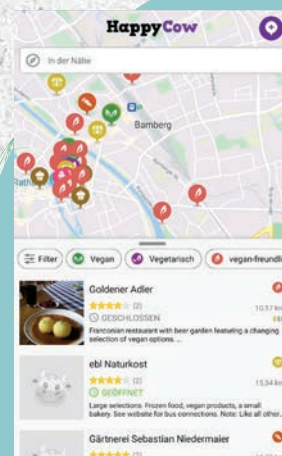 HappyCow
In der Nähe
Bamberg
Filter
Vegan
Vegetarisch
vegan-freundli
Goldener Adler
(2)
10.37 km
GESCHLOSSEN
Franconian restaurant with beer garden featuring a changing
selection of vegan options. ...
ebl Naturkost
(2)
15.34 km
GEÖFFNET
Large selections. Frozen food, vegan products, a small
bakery. See website for bus connections. Note: Like all other...
Gärtnerei Sebastian Niedermaier
(2)